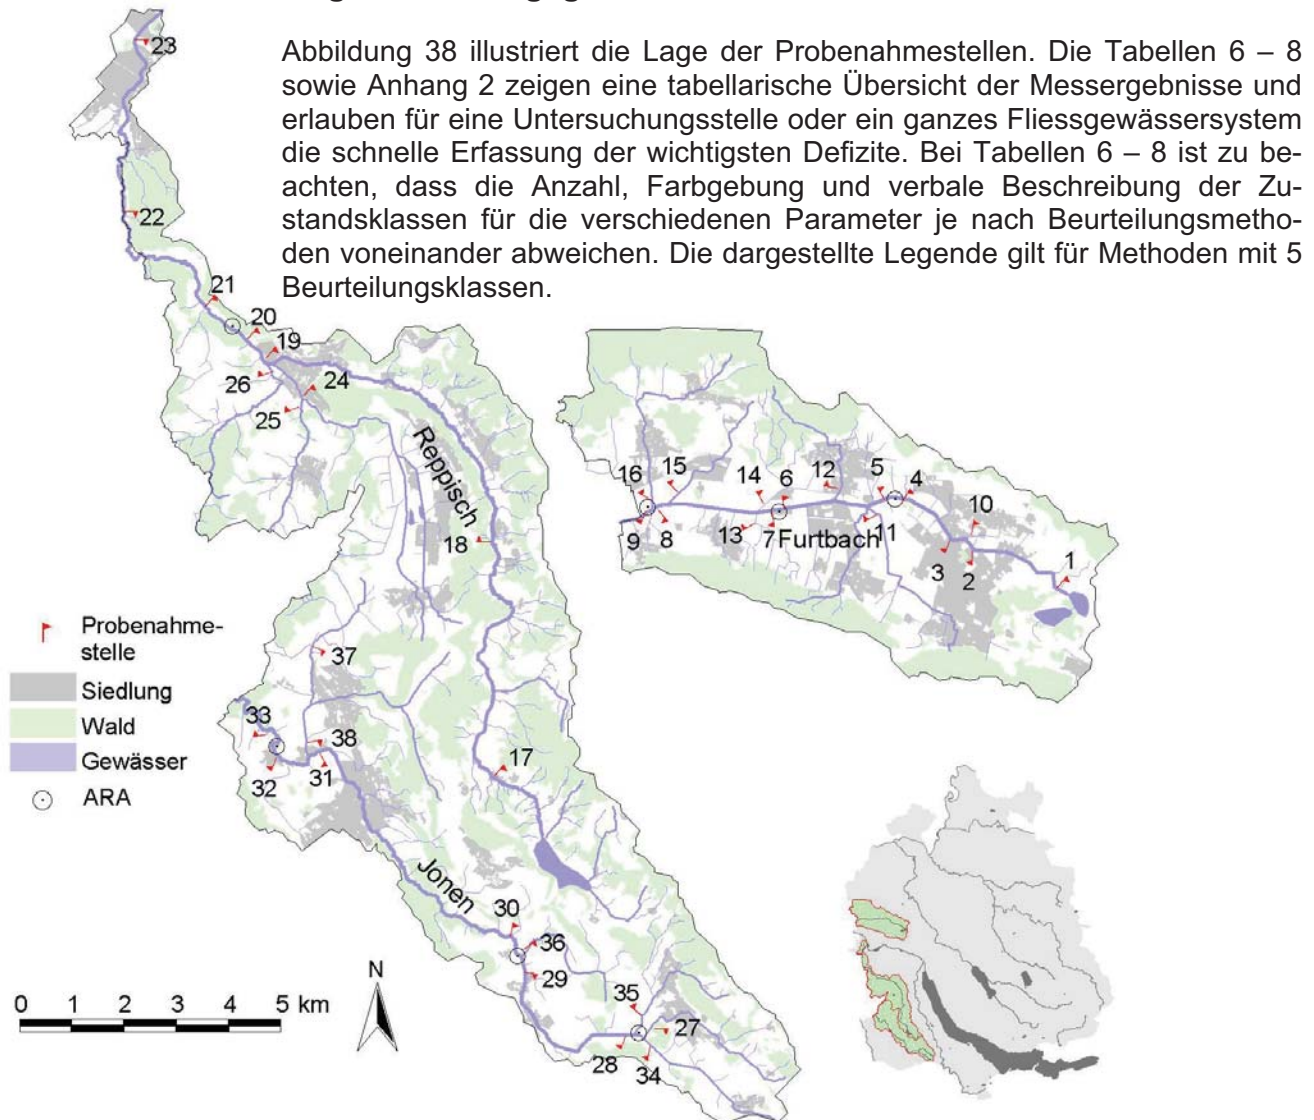 Abbildung 38 illustriert die Lage der Probenahmestellen. Die Tabellen 6 – 8
sowie Anhang 2 zeigen eine tabellarische Übersicht der Messergebnisse und
erlauben für eine Untersuchungsstelle oder ein ganzes Fliessgewässersystem
die schnelle Erfassung der wichtigsten Defizite. Bei Tabellen 6 – 8 ist zu be-
achten, dass die Anzahl, Farbgebung und verbale Beschreibung der Zu-
standsklassen für die verschiedenen Parameter je nach Beurteilungsmetho-
den voneinander abweichen. Die dargestellte Legende gilt für Methoden mit 5
Beurteilungsklassen.
23
22
21
20
19
26
24
25
Reppisch
18
17
16
15
14
6
12
5
4
10
9
8
13
7
Furtbach
11
3
2
1
Probenahme-
stelle
Siedlung
Wald
Gewässer
ARA
37
33
38
32
31
Jonen
30
36
29
35
27
28
34
N
0 1 2 3 4 5 km